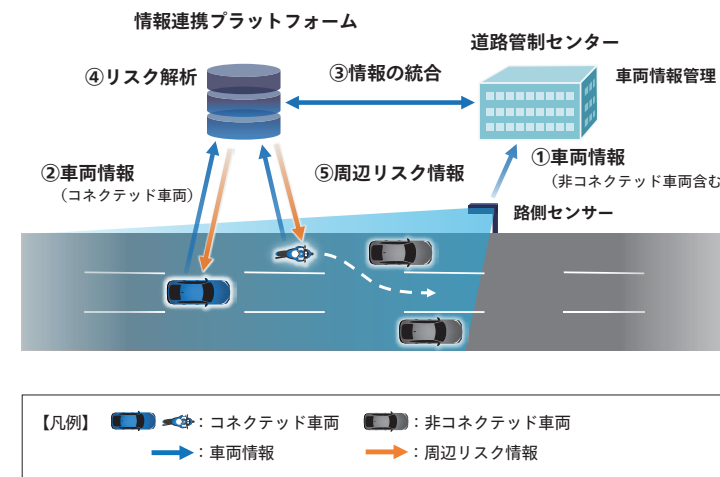 情報連携プラットフォーム
道路管制センター
④リスク解析
③情報の統合
車両情報管理
②車両情報
（コネクテッド車両）
⑤周辺リスク情報
①車両情報
（非コネクテッド車両含む
路側センサー
【凡例】
：コネクテッド車両
：非コネクテッド車両
：車両情報
：周辺リスク情報